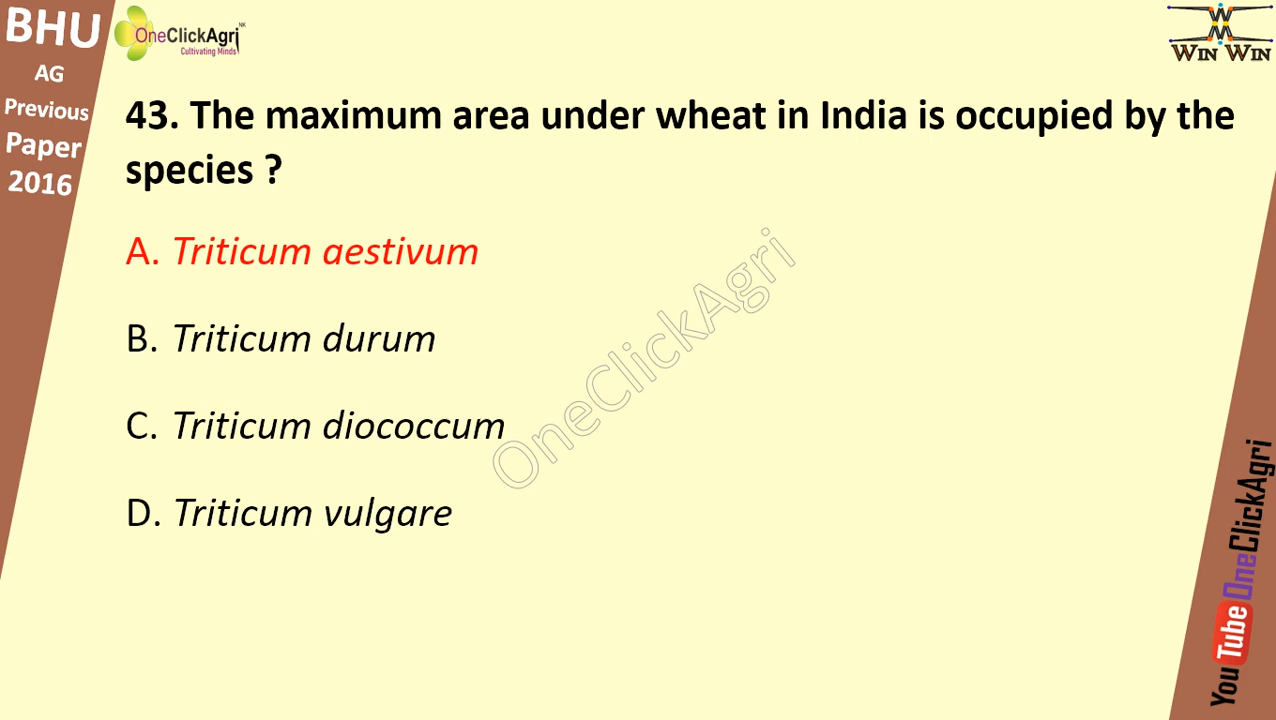 BHU
AG
Previous
Paper
2016
OneClickAgri NK
Cultivating Minds
WIN WIN
43. The maximum area under wheat in India is occupied by the
species ?
A. Triticum aestivum
B. Triticum durum
C. Triticum diococcum
D. Triticum vulgare
OneClickAgri
YouTube OneClickAgri